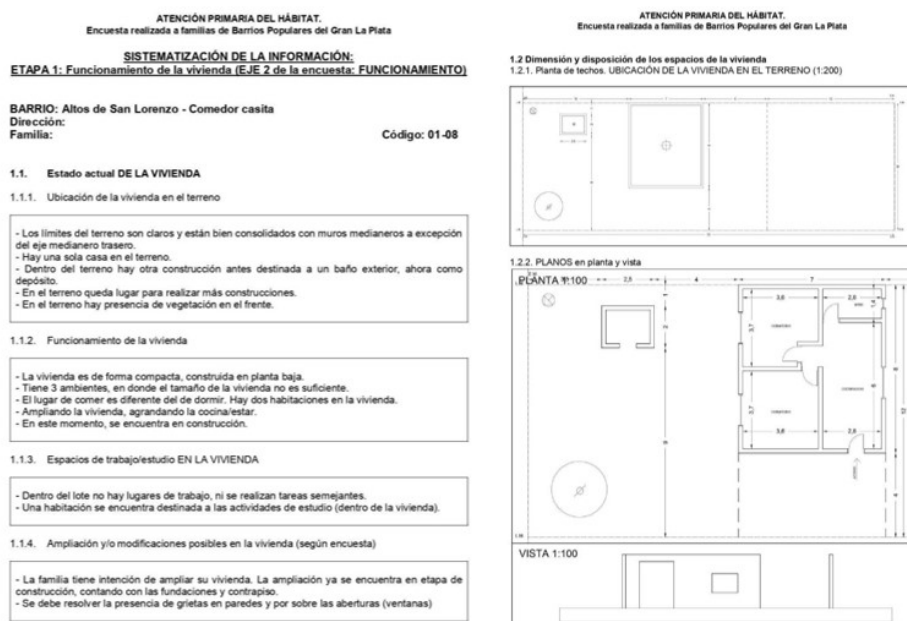 ATENCIÓN PRIMARIA DEL HÁBITAT.
Encuesta realizada a familias de Barrios Populares del Gran La Plata
SISTEMATIZACIÓN DE LA INFORMACIÓN:
ETAPA 1: Funcionamiento de la vivienda (EJE 2 de la encuesta: FUNCIONAMIENTO)
BARRIO: Altos de San Lorenzo - Comedor casita
Dirección:
Familia: Código: 01-08
1.1. Estado actual DE LA VIVIENDA
1.1.1. Ubicación de la vivienda en el terreno
- Los límites del terreno son claros y están bien consolidados con muros medianeros a excepción
del eje medianero trasero.
- Hay una sola casa en el terreno.
- Dentro del terreno hay otra construcción antes destinada a un baño exterior, ahora como
depósito.
- En el terreno queda lugar para realizar más construcciones.
- En el terreno hay presencia de vegetación en el frente.
1.1.2. Funcionamiento de la vivienda
- La vivienda es de forma compacta, construida en planta baja.
- Tiene 3 ambientes, en donde el tamaño de la vivienda no es suficiente.
- El lugar de comer es diferente del de dormir. Hay dos habitaciones en la vivienda.
- Ampliando la vivienda, agrandando la cocina/estar.
- En este momento, se encuentra en construcción.
1.1.3. Espacios de trabajo/estudio EN LA VIVIENDA
- Dentro del lote no hay lugares de trabajo, ni se realizan tareas semejantes.
- Una habitación se encuentra destinada a las actividades de estudio (dentro de la vivienda).
1.1.4. Ampliación y/o modificaciones posibles en la vivienda (según encuesta)
- La familia tiene intención de ampliar su vivienda. La ampliación ya se encuentra en etapa de
construcción, contando con las fundaciones y contrapiso.
- Se debe resolver la presencia de grietas en paredes y por sobre las aberturas (ventanas)
ATENCIÓN PRIMARIA DEL HÁBITAT.
Encuesta realizada a familias de Barrios Populares del Gran La Plata
1.2 Dimensión y disposición de los espacios de la vivienda
1.2.1. Planta de techos. UBICACIÓN DE LA VIVIENDA EN EL TERRENO (1:200)
1.2.2. PLANOS en planta y vista
PLANTA 1:100
2,5 4 7
3,6 2,6
1,4
3,7
3,7
3,6 2,6
12
4
VISTA 1:100